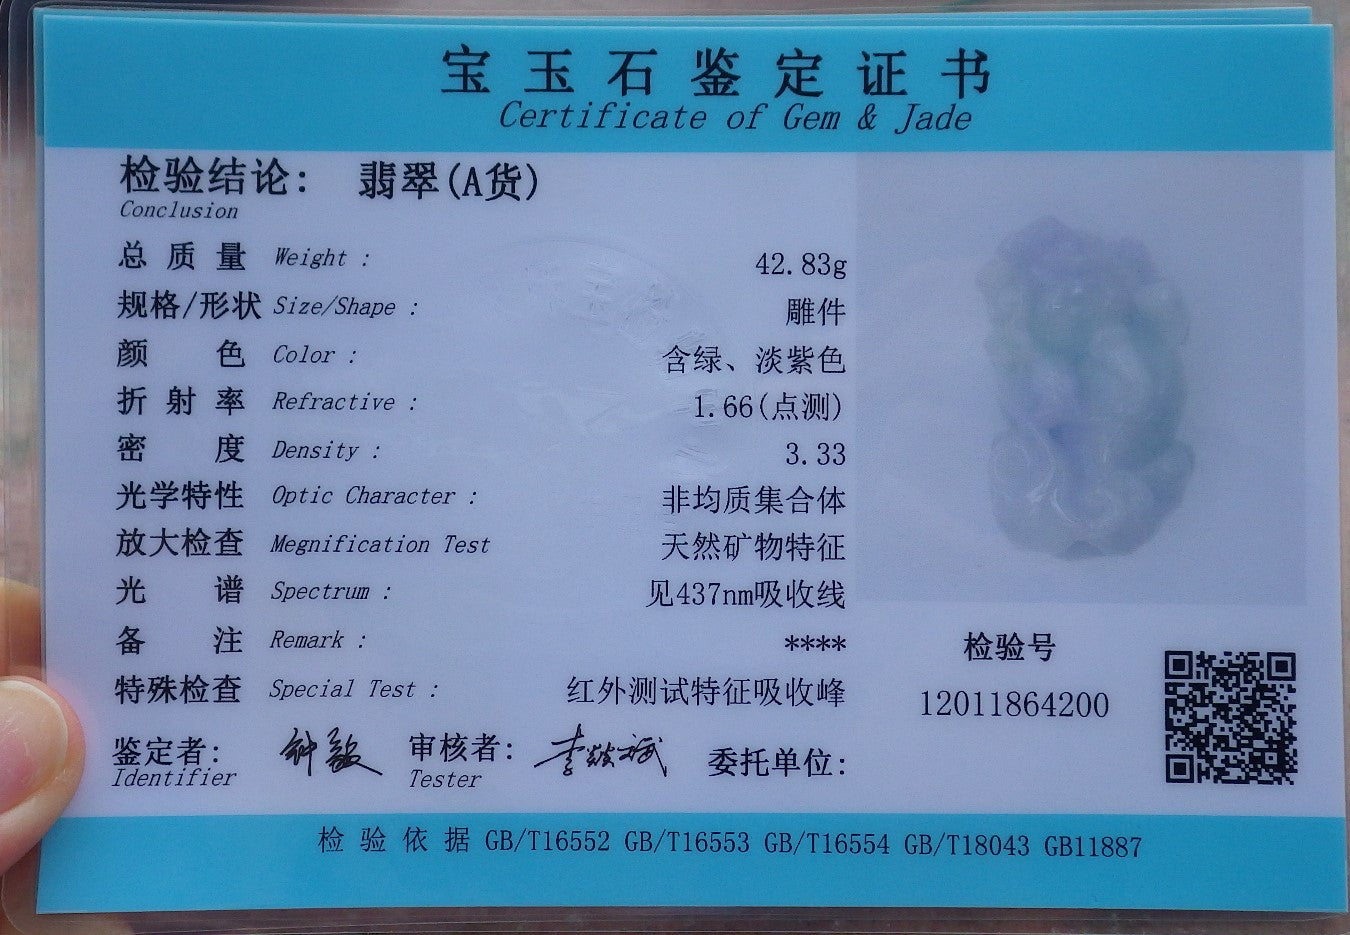 宝玉石鉴定证书
Certificate of Gem & Jade
检验结论: 翡翠(A货)
Conclusion
总质量 Weight : 42.83g
规格/形状 Size/Shape : 雕件
颜色 Color : 含绿、淡紫色
折射率 Refractive : 1.66(点测)
密度 Density : 3.33
光学特性 Optic Character : 非均质集合体
放大检查 Megnification Test 天然矿物特征
光谱 Spectrum : 见437nm吸收线
备注 Remark : ****
特殊检查 Special Test : 红外测试特征吸收峰
检验号
12011864200
鉴定者: 审核者: 委托单位:
Identifier Tester
检验依据 GB/T16552 GB/T16553 GB/T16554 GB/T18043 GB11887